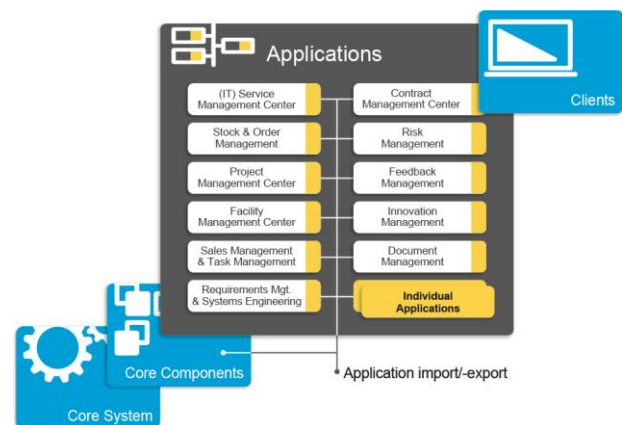 Applications
Clients
(IT) Service
Management Center
Contract
Management Center
Stock & Order
Management
Risk
Management
Project
Management Center
Feedback
Management
Facility
Management Center
Innovation
Management
Sales Management
& Task Management
Document
Management
Requirements Mgt.
& Systems Engineering
Individual
Applications
Core Components
Application import/-export
Core System